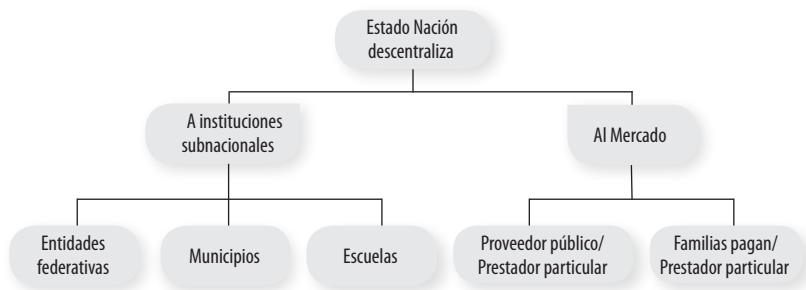 Estado Nación
descentraliza
A instituciones
subnacionales
Al Mercado
Entidades
federativas
Municipios
Escuelas
Proveedor público/
Prestador particular
Familias pagan/
Prestador particular